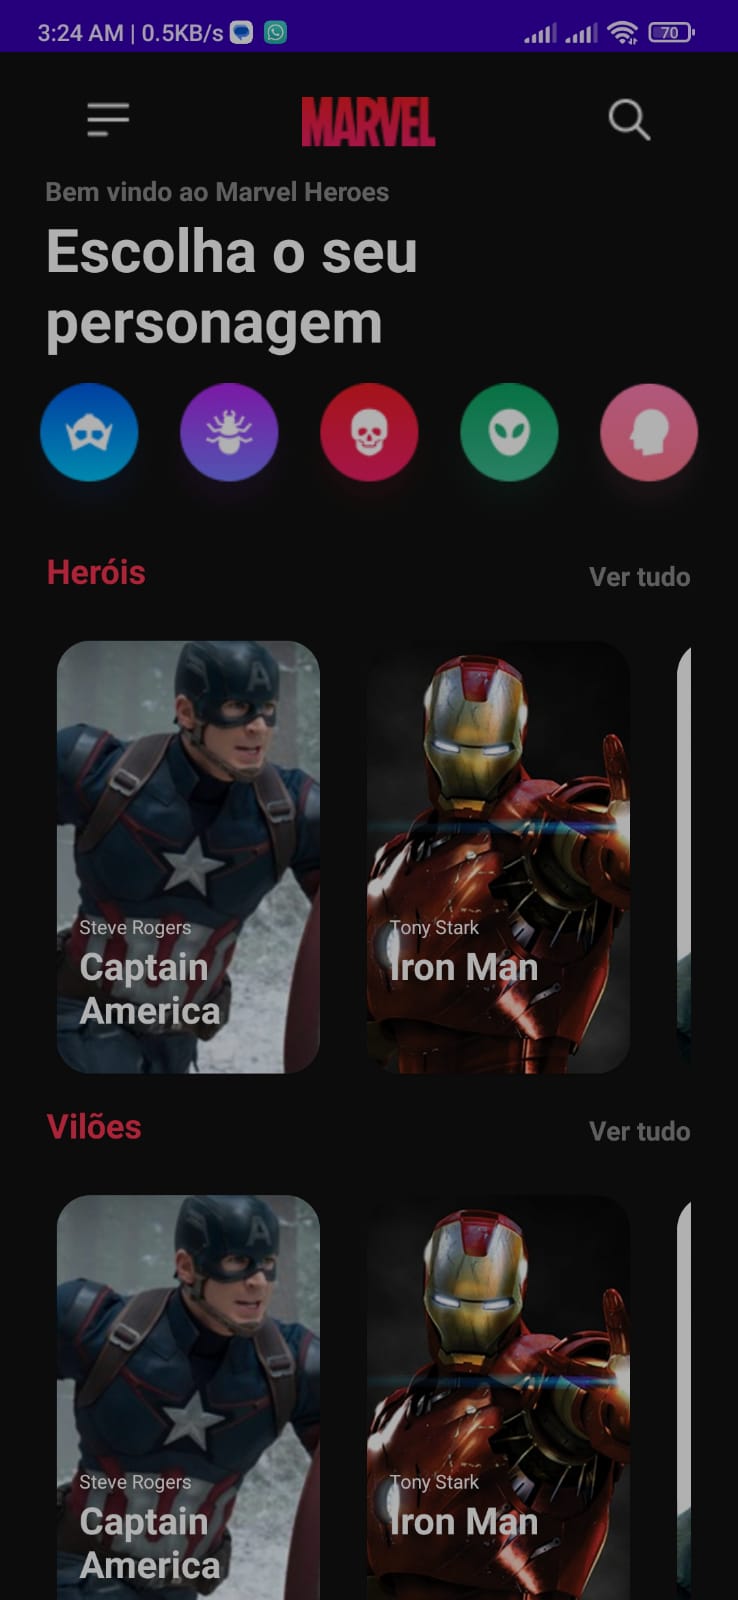 3:24 AM | 0.5KB/s
70
MARVEL
Bem vindo ao Marvel Heroes
Escolha o seu
personagem
Heróis
Ver tudo
A
Steve Rogers
Captain
America
Tony Stark
Iron Man
Vilões
Ver tudo
A
Steve Rogers
Captain
America
Tony Stark
Iron Man